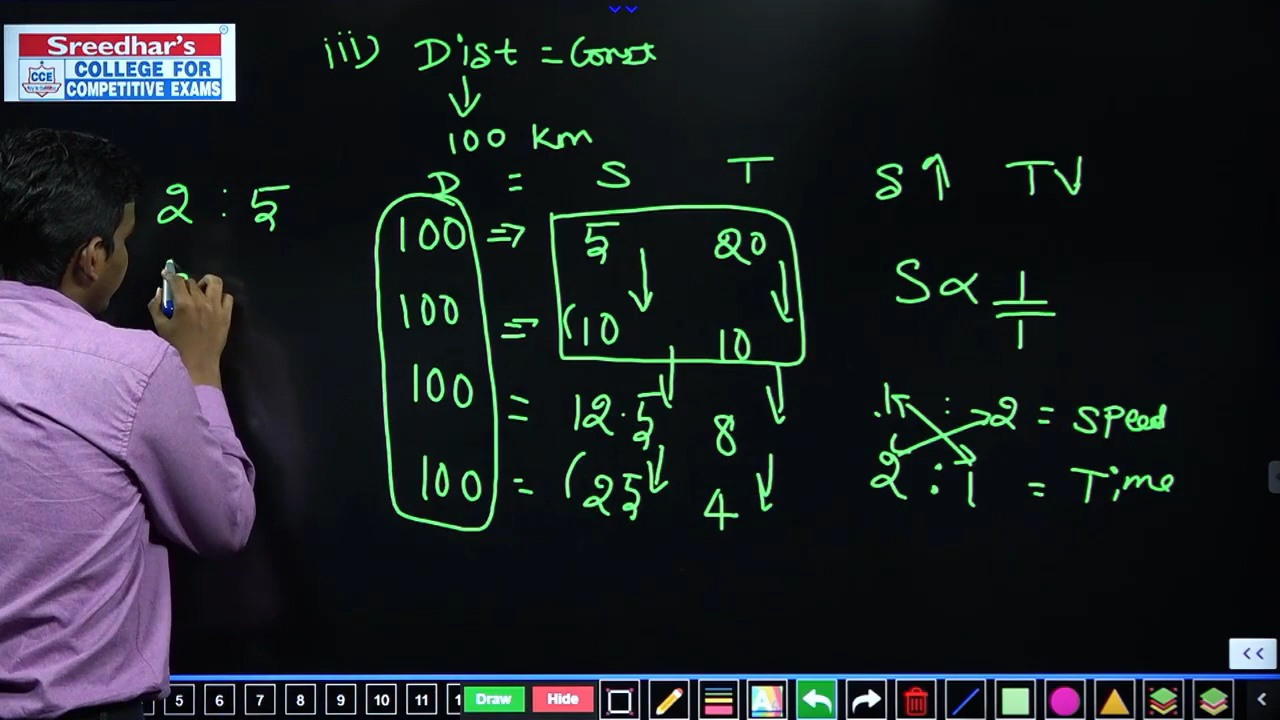 Sreedhar's
CCE
COLLEGE FOR
COMPETITIVE EXAMS
iii) Dist = Const
↓
100 km
D = S T
S↑ T↓
2 : 5
100 ⇒ 5 20
100 ⇒ 10 10
100 = 12.5 8
100 = 25 4
S ∝ 1/1
1 : 2 = Speed
2 : 1 = Time
5 6 7 8 9 10 11 1 Draw Hide
<<